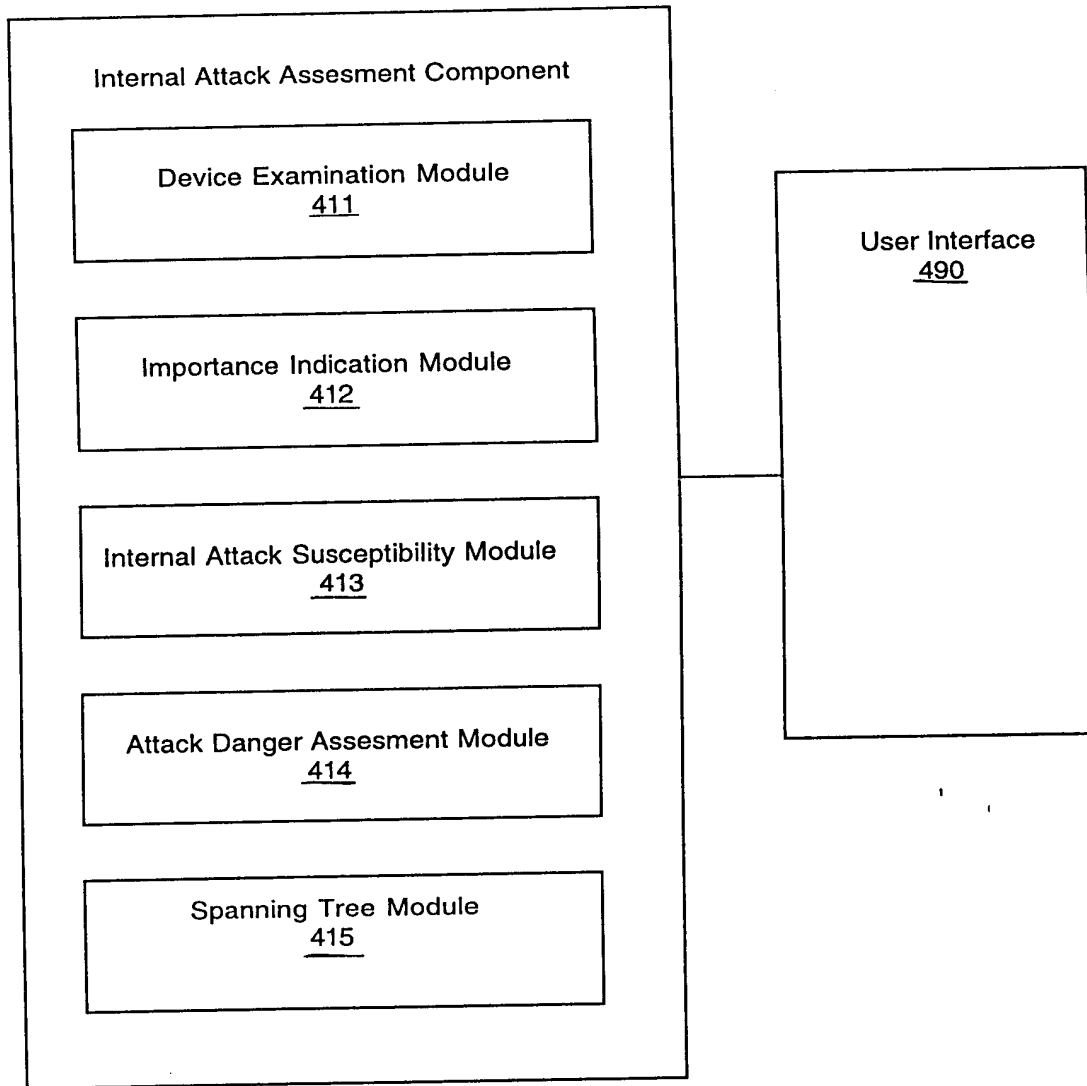 Internal Attack Assesment Component
Device Examination Module
411
Importance Indication Module
412
Internal Attack Susceptibility Module
413
Attack Danger Assesment Module
414
Spanning Tree Module
415
User Interface
490